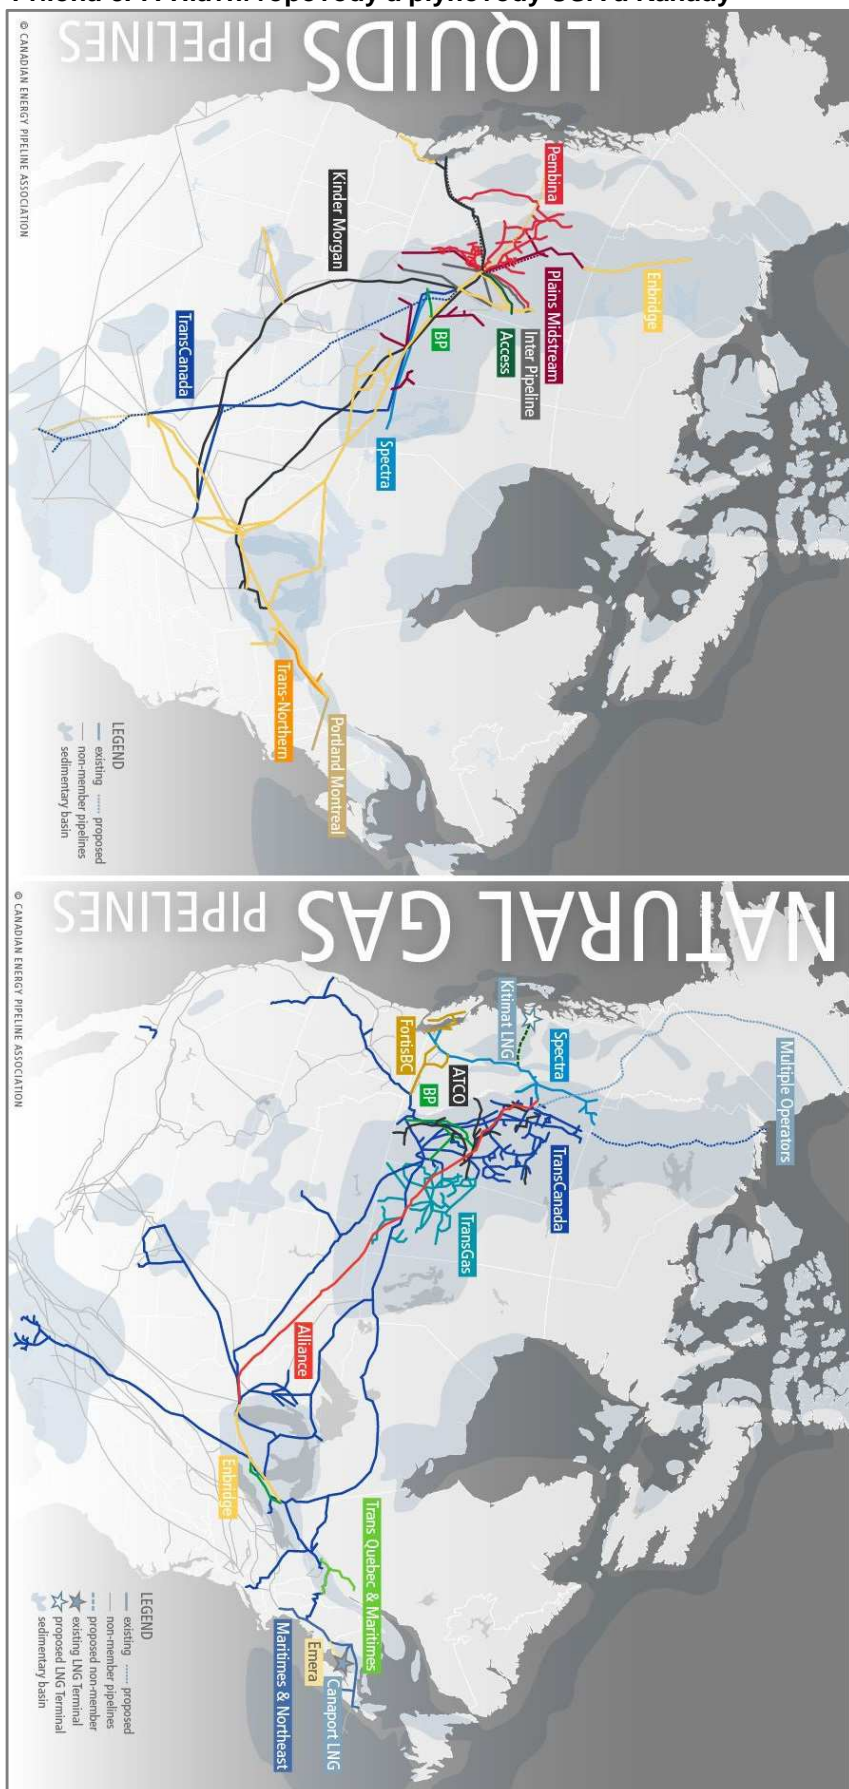 Příloha č. Hlavní ropovody a plynovody USA a Kanady
LIQUIDS
PIPELINES
Pembina
Kinder Morgan
Enbridge
Plains Midstream
Inter Pipeline
Access
BP
TransCanada
Spectra
Trans-Northern
Portland Montreal
LEGEND
existing
proposed
non-member pipelines
sedimentary basin
© CANADIAN ENERGY PIPELINE ASSOCIATION
NATURAL GAS
PIPELINES
Kitimat LNG
Spectra
Multiple Operators
FortisBC
ATCO
BP
TransCanada
TransGas
Alliance
Enbridge
Trans Quebec & Maritimes
Emera
Canaport LNG
Maritimes & Northeast
LEGEND
existing
proposed
non-member pipelines
proposed non-member
existing LNG Terminal
proposed LNG Terminal
sedimentary basin
© CANADIAN ENERGY PIPELINE ASSOCIATION